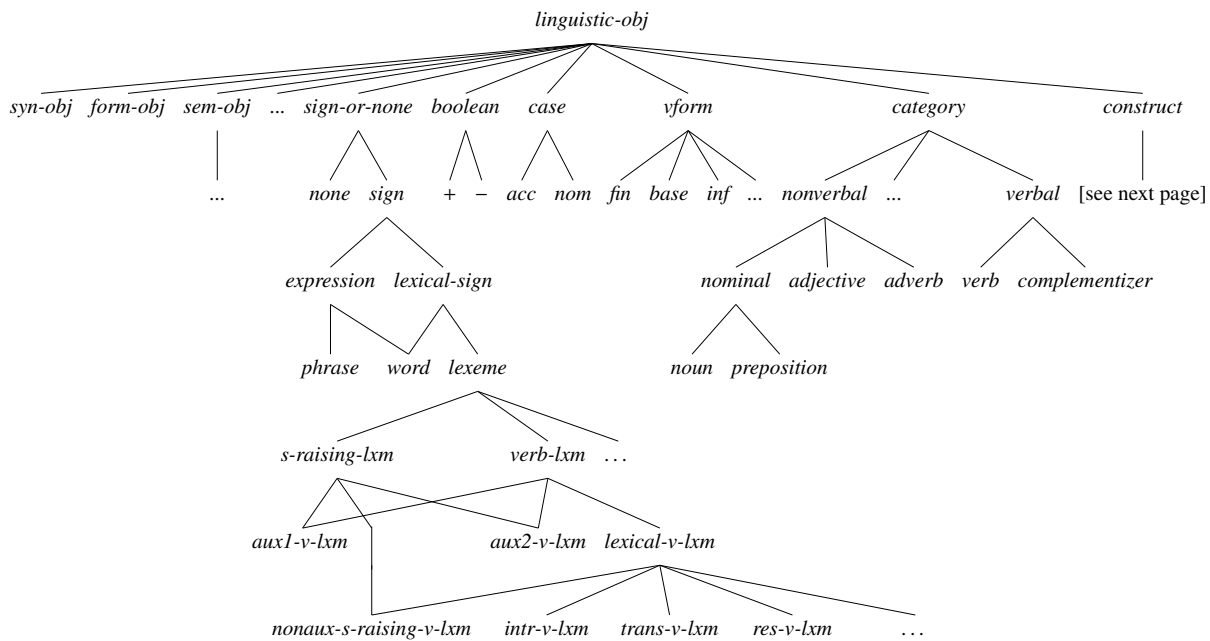 linguistic-obj
syn-obj form-obj sem-obj ... sign-or-none boolean case vform category construct
... none sign + − acc nom fin base inf ... nonverbal ... verbal [see next page]
expression lexical-sign nominal adjective adverb verb complementizer
phrase word lexeme noun preposition
s-raising-lxm verb-lxm ...
aux1-v-lxm aux2-v-lxm lexical-v-lxm
nonaux-s-raising-v-lxm intr-v-lxm trans-v-lxm res-v-lxm ...